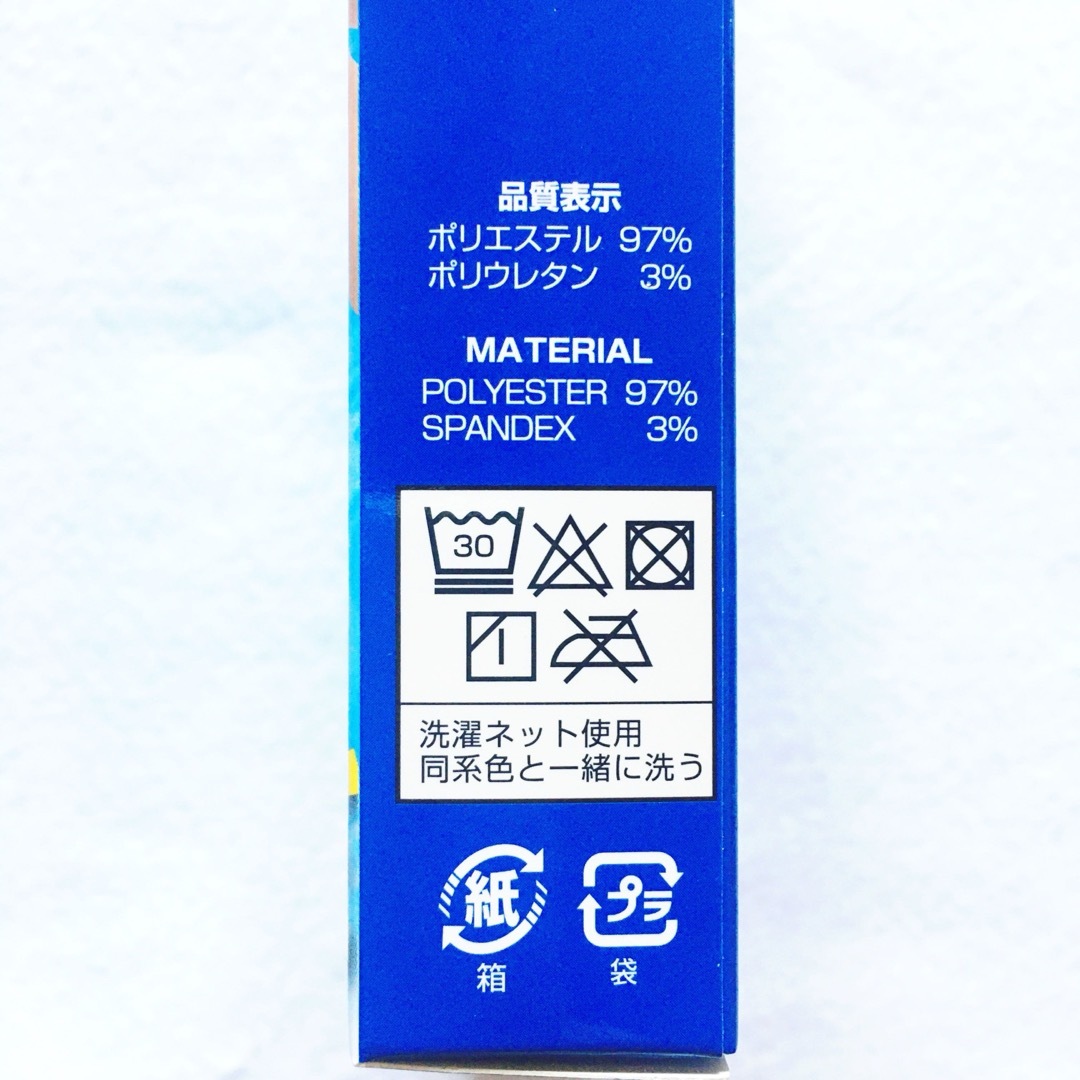 品質表示
ポリエステル 97%
ポリウレタン 3%
MATERIAL
POLYESTER 97%
SPANDEX 3%
30
洗濯ネット使用
同系色と一緒に洗う
紙 プラ
箱 袋